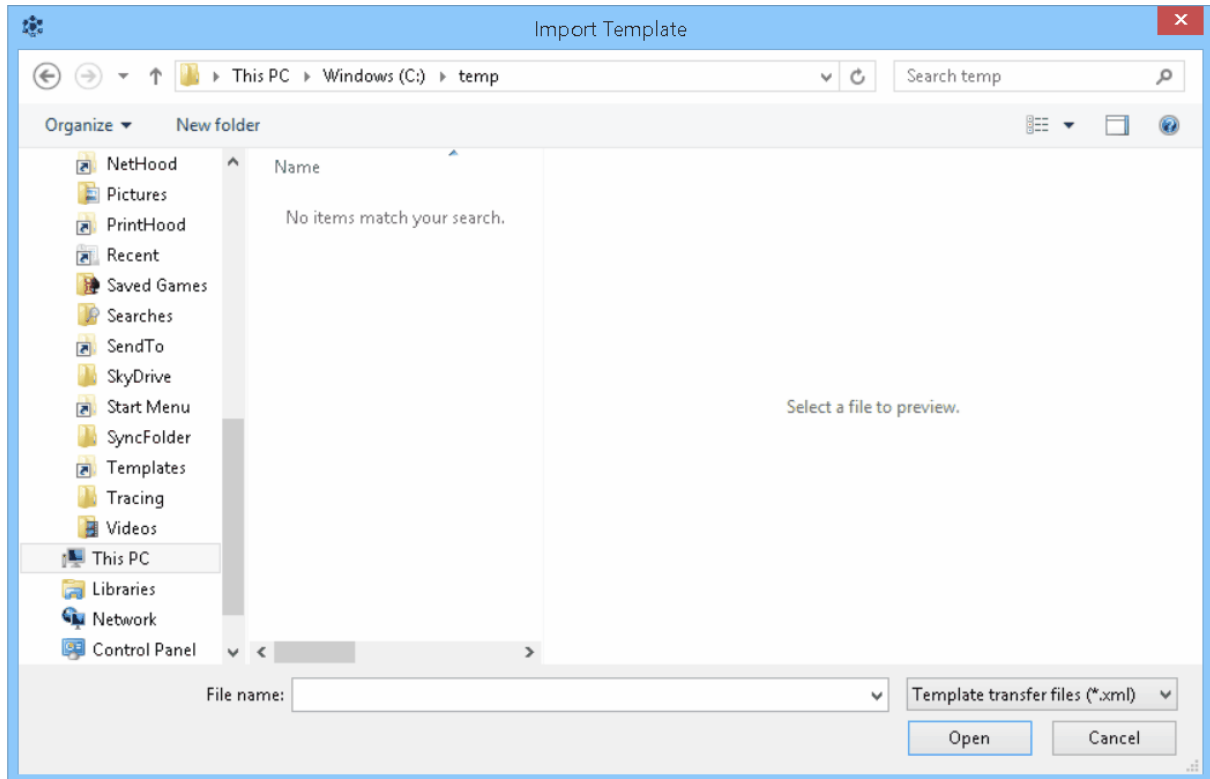 Import Template
This PC Windows (C:) temp
Search temp
Organize New folder
NetHood
Pictures
PrintHood
Recent
Saved Games
Searches
SendTo
SkyDrive
Start Menu
SyncFolder
Templates
Tracing
Videos
This PC
Libraries
Network
Control Panel
Name
No items match your search.
Select a file to preview.
File name:
Template transfer files (*.xml)
Open Cancel